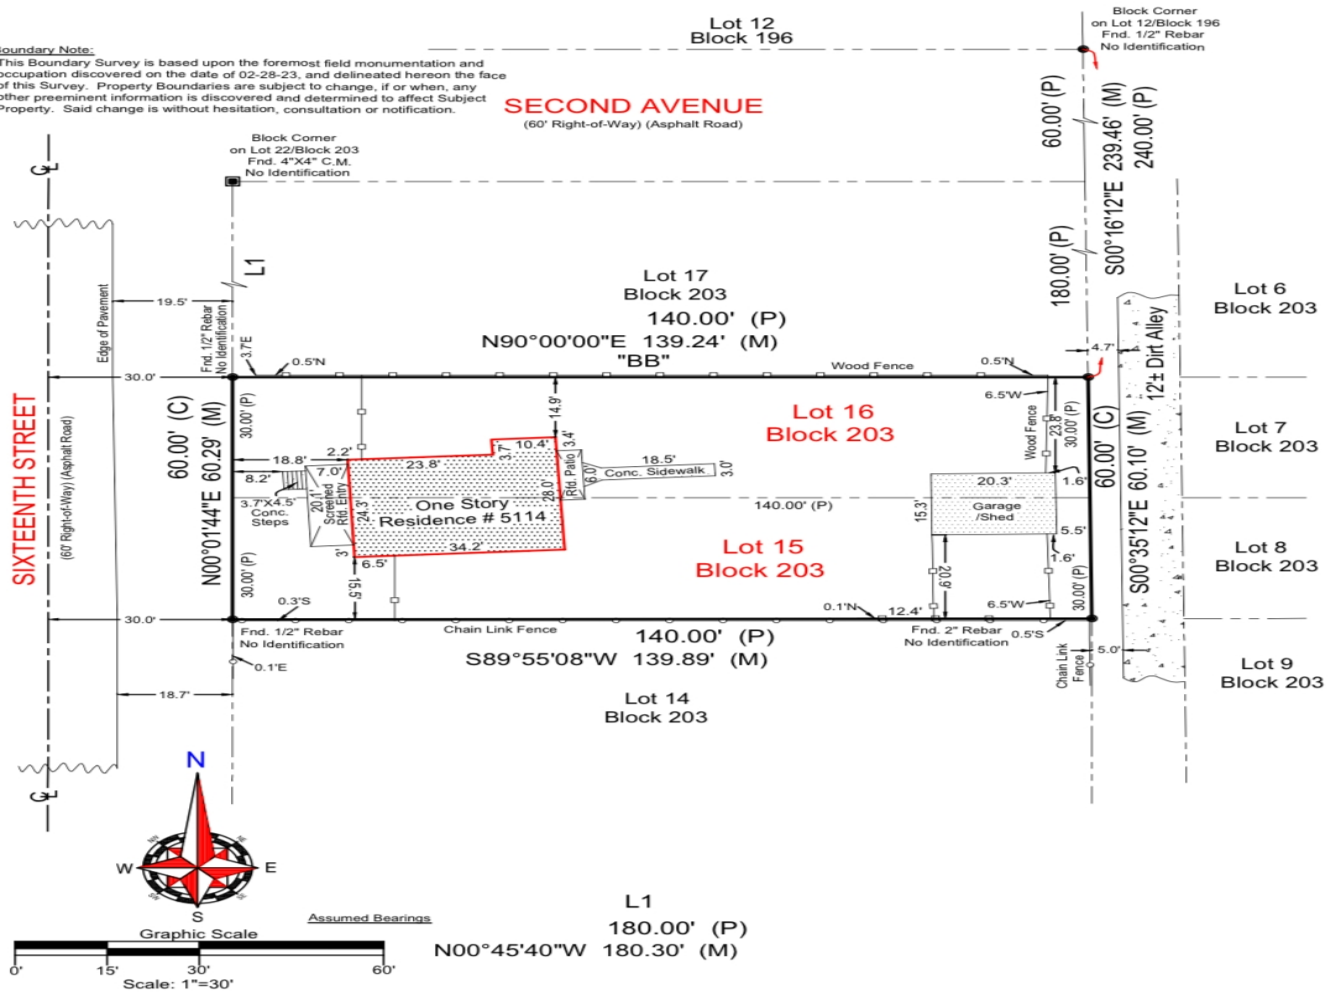 Lot 12
Block 196
Block Corner
on Lot 12/Block 196
Fnd. 1/2" Rebar
No Identification
Boundary Note:
This Boundary Survey is based upon the foremost field monumentation and
occupation discovered on the date of 02-28-23, and delineated hereon the face
of this Survey. Property Boundaries are subject to change, if or when, any
other preeminent information is discovered and determined to affect Subject
Property. Said change is without hesitation, consultation or notification.
SECOND AVENUE
(60' Right-of-Way) (Asphalt Road)
Block Corner
on Lot 22/Block 203
Fnd. 4"X4" C.M.
No Identification
60.00' (P)
S00°16'12"E 239.46' (M)
240.00' (P)
180.00' (P)
L1
CL
Edge of Pavement
19.5'
Fnd. 1/2" Rebar
No Identification
3.7'E
0.5'N
Lot 17
Block 203
140.00' (P)
N90°00'00"E 139.24' (M)
"BB"
Wood Fence
0.5'N
4.7'
12'± Dirt Alley
Lot 6
Block 203
30.0'
SIXTEENTH STREET
(60' Right-of-Way) (Asphalt Road)
60.00' (C)
N00°01'44"E 60.29' (M)
30.00' (P)
30.00' (P)
14.9'
Lot 16
Block 203
6.5'W
Wood Fence
23.8'
30.00' (P)
60.00' (C)
S00°35'12"E 60.10' (M)
Lot 7
Block 203
2.2'
18.8'
7.0'
8.2'
23.8'
3.7'
10.4'
3.4'
Rfd. Patio
6.0'
18.5'
Conc. Sidewalk
3.0'
3.7'X4.5'
Conc.
Steps
20.1'
Screened
Rfd. Entry
24.3'
28.0'
One Story
Residence # 5114
34.2'
3'
6.5'
15.5'
140.00' (P)
20.3'
1.6'
15.3'
Garage
/Shed
5.5'
1.6'
Lot 15
Block 203
20.9'
6.5'W
30.00' (P)
Lot 8
Block 203
0.3'S
0.1'N
12.4'
30.0'
Fnd. 1/2" Rebar
No Identification
Chain Link Fence
140.00' (P)
S89°55'08"W 139.89' (M)
Fnd. 2" Rebar
No Identification
0.5'S
0.1'E
Chain Link
Fence
5.0'
Lot 9
Block 203
18.7'
Lot 14
Block 203
CL
N
NW
NE
W
E
SW
SE
S
Assumed Bearings
Graphic Scale
0'
15'
30'
60'
Scale: 1"=30'
L1
180.00' (P)
N00°45'40"W 180.30' (M)